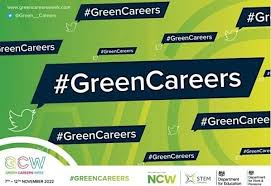 www.greencareersweek.com
@Green__Careers
#GreenCareers
#GreenCareers
#GreenCareers
#GreenCareers
#GreenCareers
#GreenCareers
GCW
GREEN CAREERS WEEK
7TH - 12TH NOVEMBER 2022
#GREENCAREERS
NCW
STEM
Department
for Education
Department
for Work &
Pensions